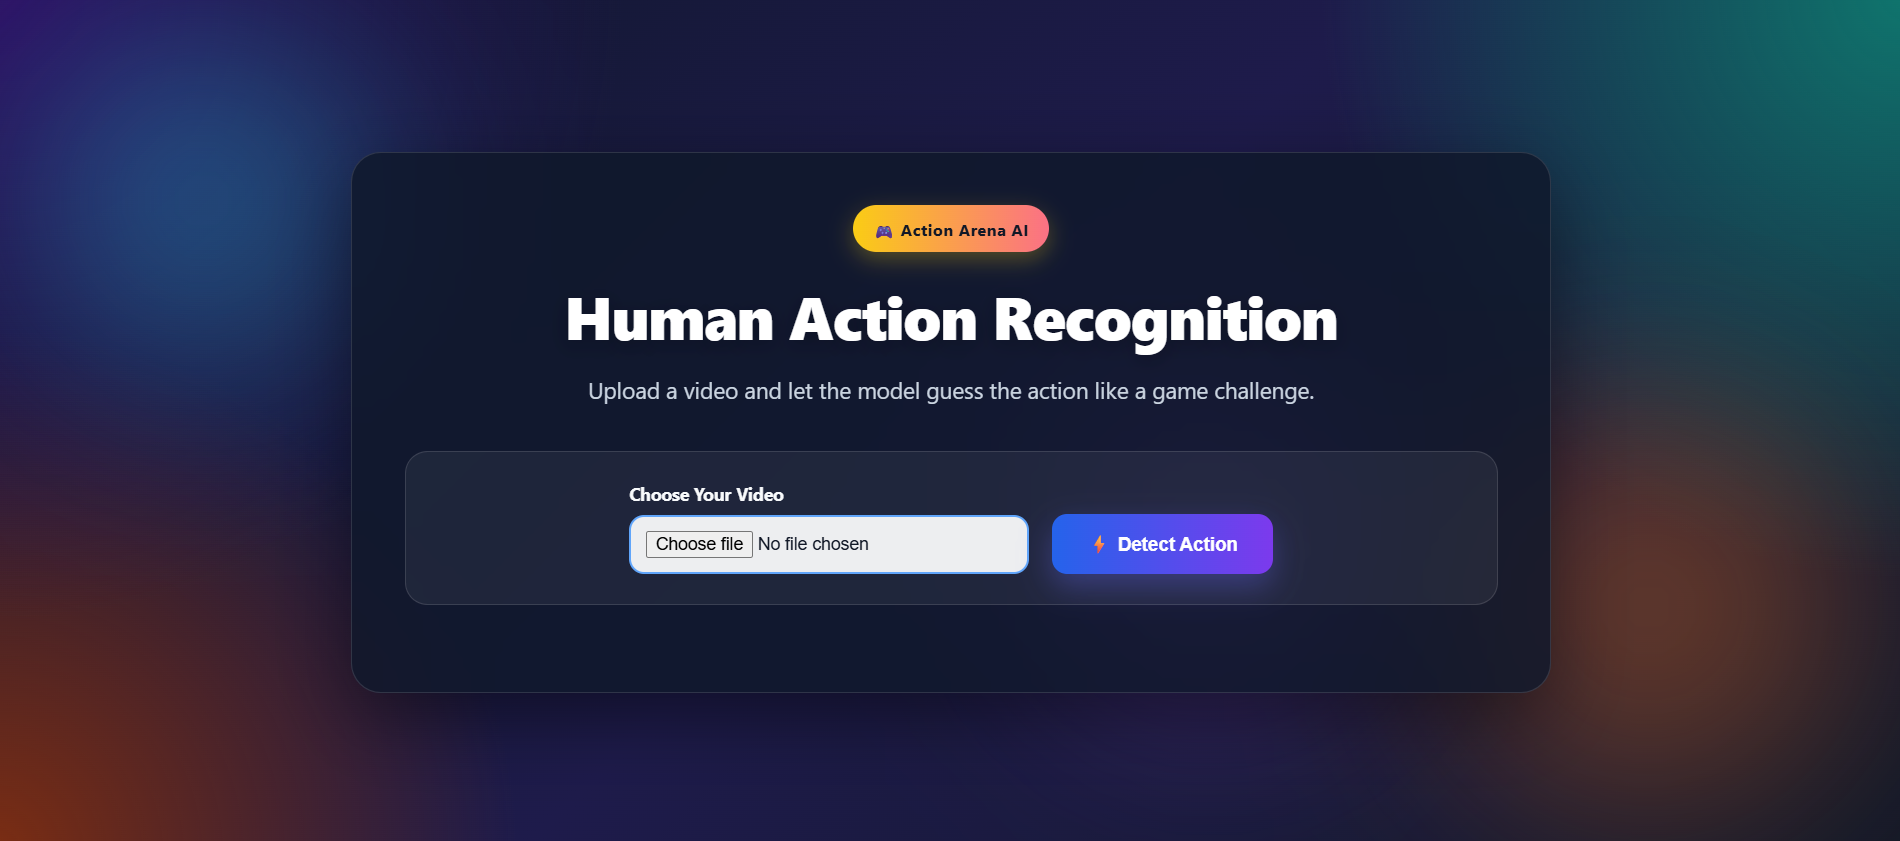 🎮 Action Arena AI
Human Action Recognition
Upload a video and let the model guess the action like a game challenge.
Choose Your Video
Choose file No file chosen
⚡ Detect Action